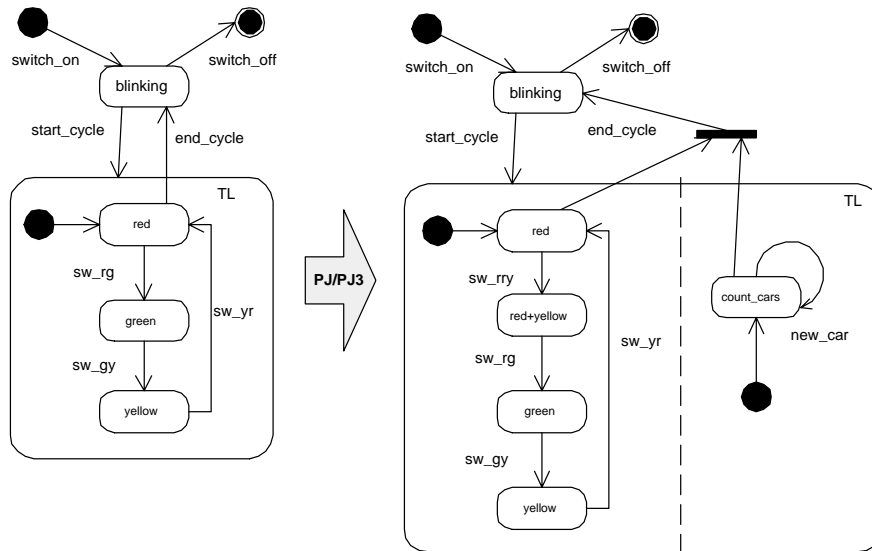 switch_on
switch_off
blinking
start_cycle
end_cycle
TL
red
sw_rg
green
sw_gy
yellow
sw_yr
PJ/PJ3
switch_on
switch_off
blinking
start_cycle
end_cycle
TL
red
sw_rry
red+yellow
sw_rg
green
sw_gy
yellow
sw_yr
count_cars
new_car